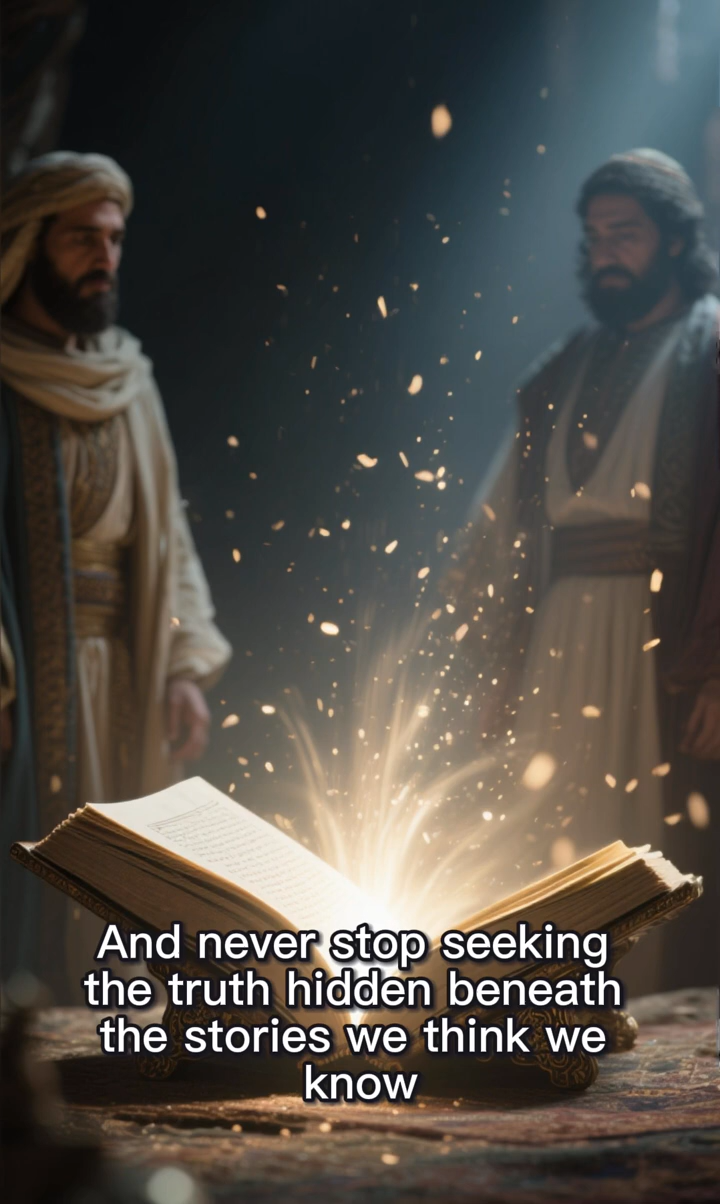 And never stop seeking
the truth hidden beneath
the stories we think we
know